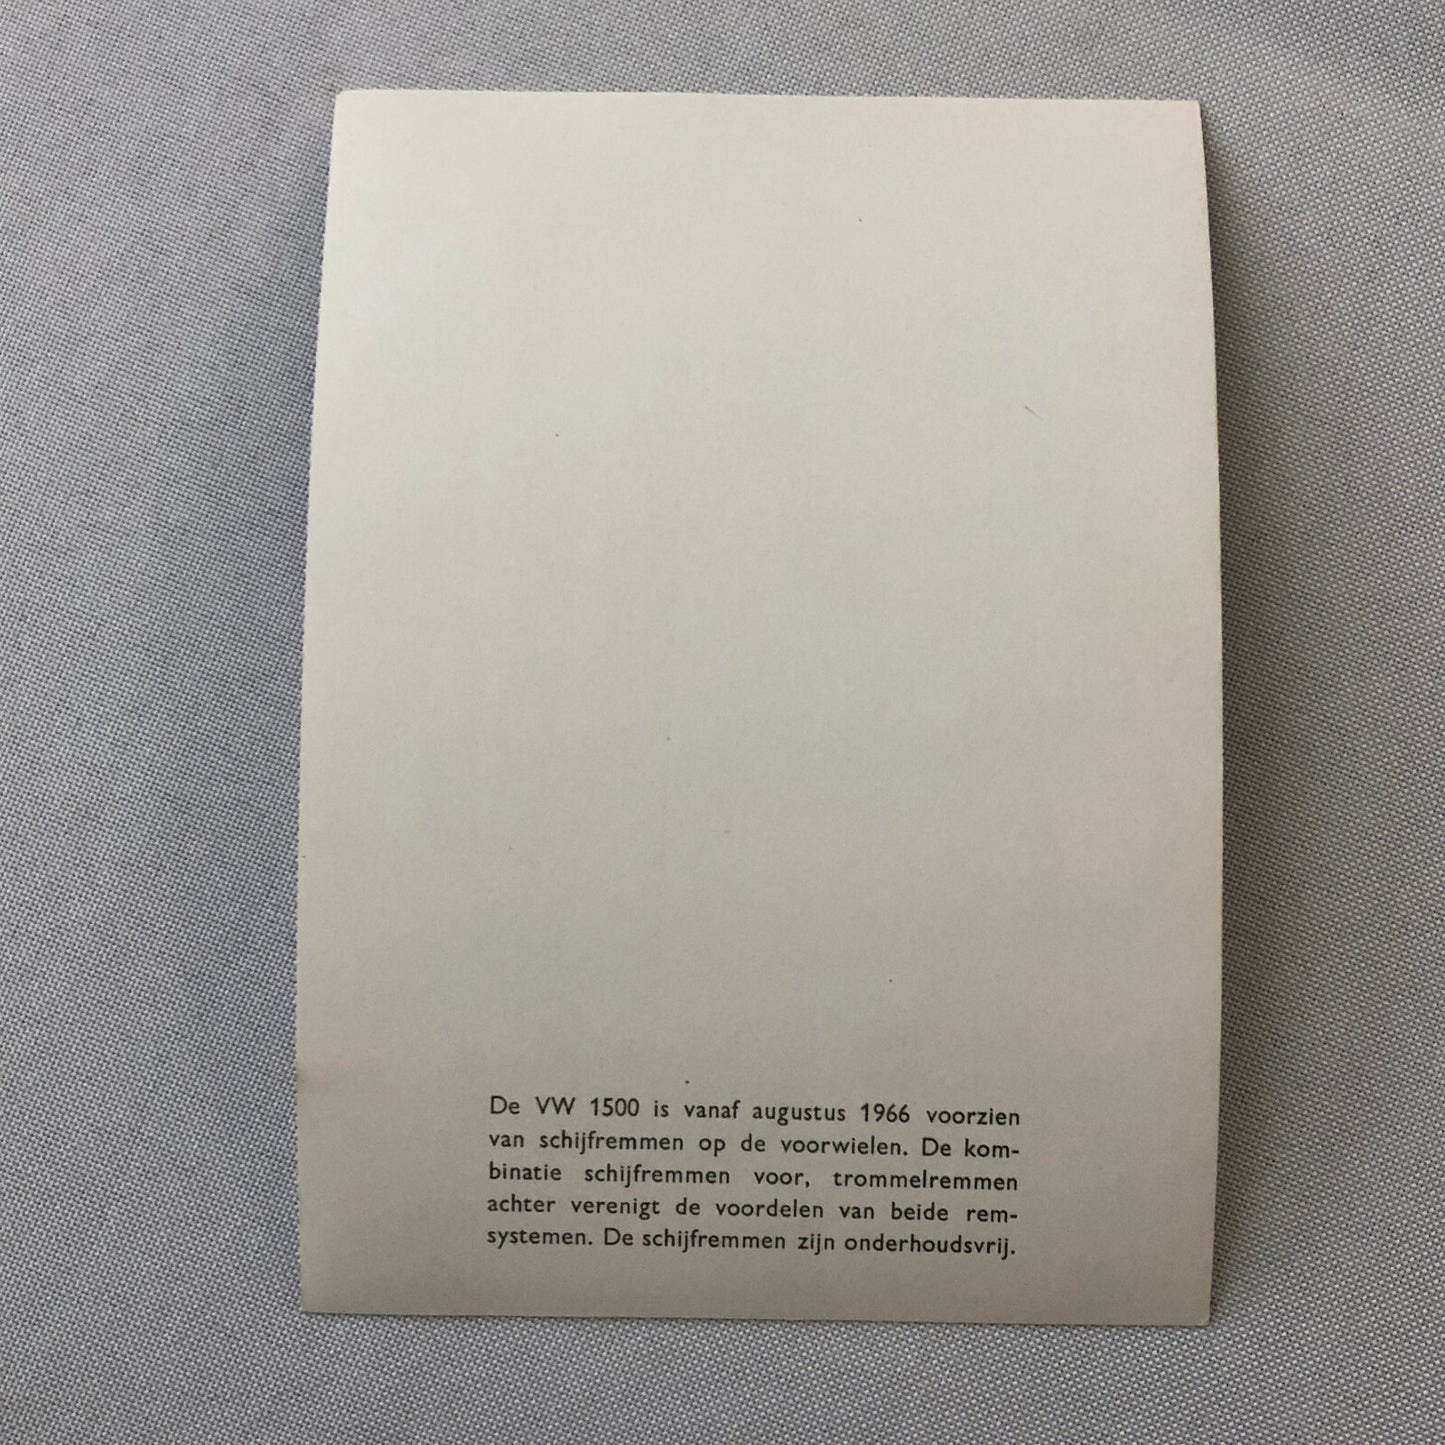 De VW 1500 is vanaf augustus 1966 voorzien
van schijfremmen op de voorwielen. De kom-
binatie schijfremmen voor, trommelremmen
achter verenigt de voordelen van beide rem-
systemen. De schijfremmen zijn onderhoudsvrij.